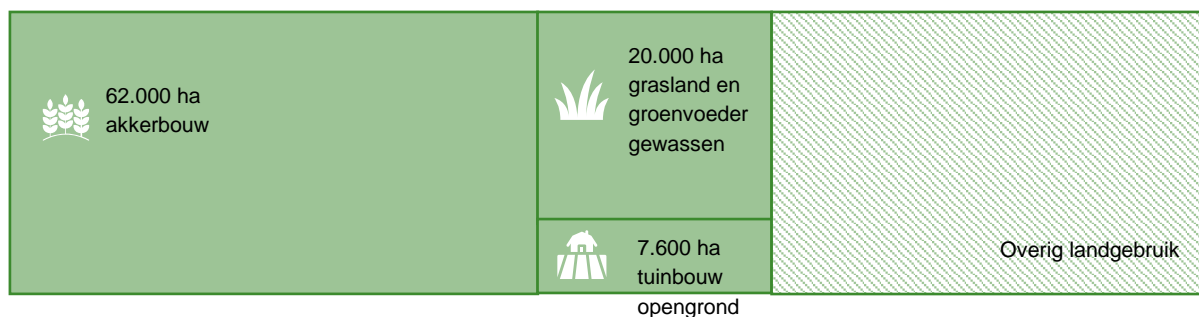 62.000 ha
akkerbouw
20.000 ha
grasland en
groenvoeder
gewassen
7.600 ha
tuinbouw
opengrond
Overig landgebruik